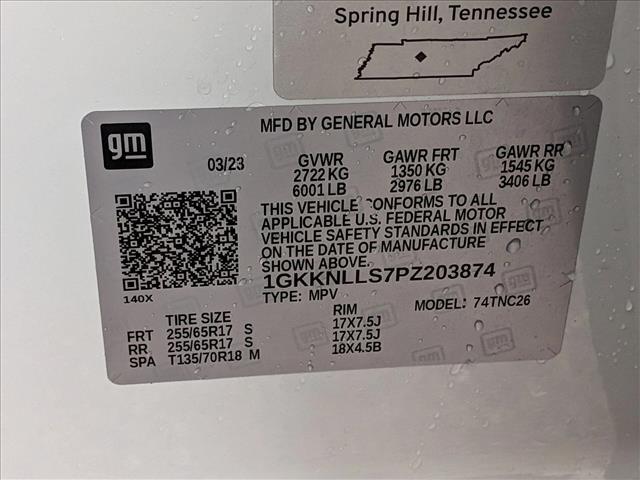 Spring Hill, Tennessee
gm
MFD BY GENERAL MOTORS LLC
03/23
GVWR GAWR FRT GAWR RR
2722 KG 1350 KG 1545 KG
6001 LB 2976 LB 3406 LB
THIS VEHICLE CONFORMS TO ALL
APPLICABLE U.S. FEDERAL MOTOR
VEHICLE SAFETY STANDARDS IN EFFECT
ON THE DATE OF MANUFACTURE
SHOWN ABOVE.
140X
1GKKNLLS7PZ203874
TYPE: MPV MODEL: 74TNC26
TIRE SIZE RIM
FRT 255/65R17 S 17X7.5J
RR 255/65R17 S 17X7.5J
SPA T135/70R18 M 18X4.5B